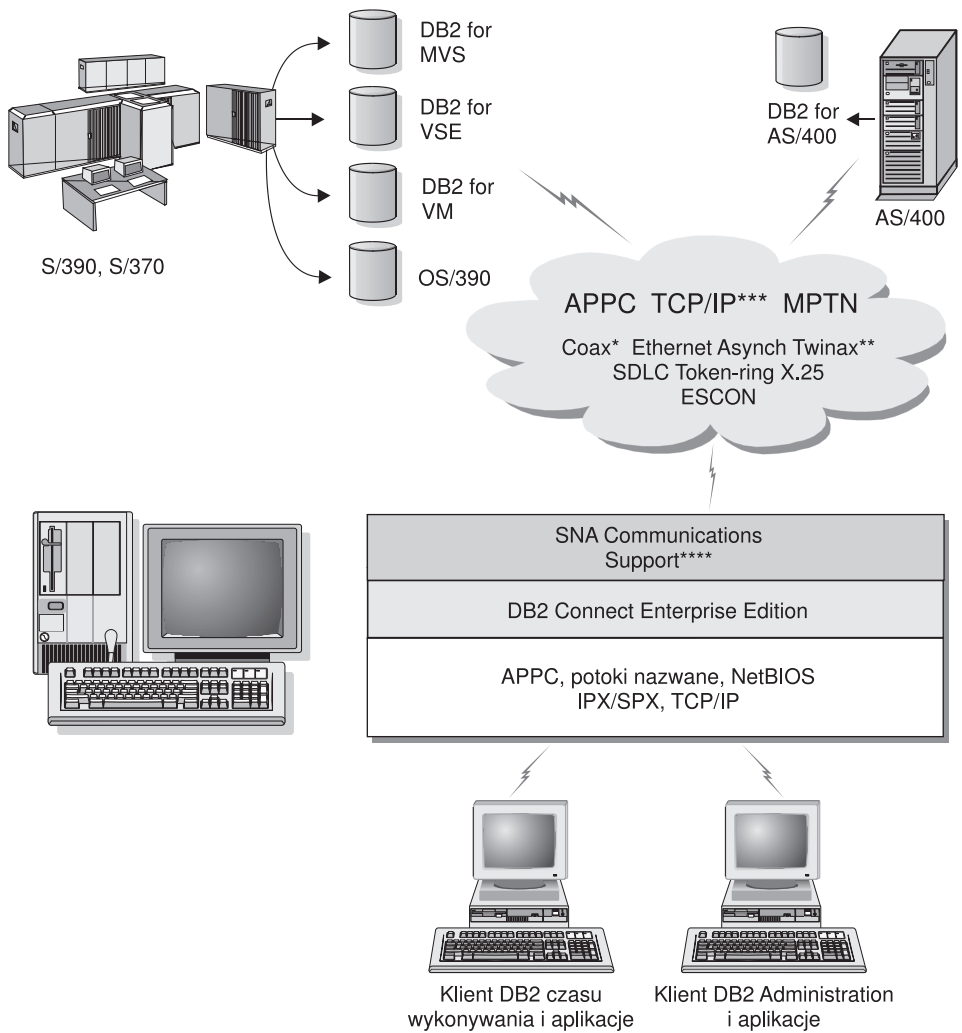 DB2 for
MVS
DB2 for
VSE
DB2 for
VM
OS/390
S/390, S/370
DB2 for
AS/400
AS/400
APPC TCP/IP*** MPTN
Coax* Ethernet Asynch Twinax**
SDLC Token-ring X.25
ESCON
SNA Communications
Support****
DB2 Connect Enterprise Edition
APPC, potoki nazwane, NetBIOS
IPX/SPX, TCP/IP
Klient DB2 czasu
wykonywania i aplikacje
Klient DB2 Administration
i aplikacje